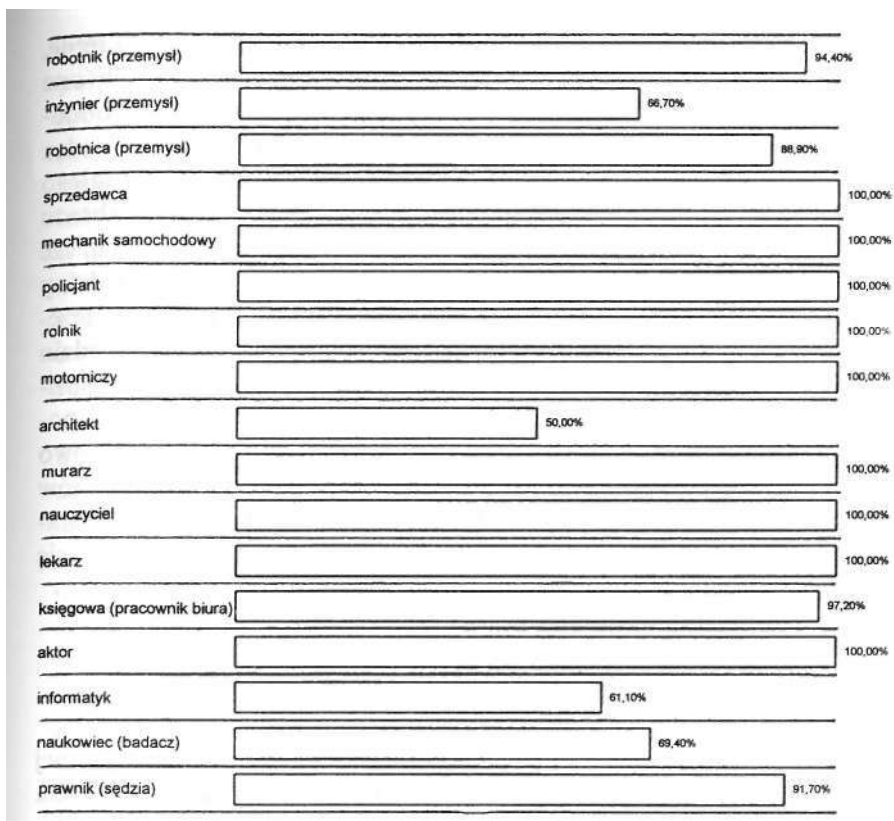 robotnik (przemysł) 94,40%
inżynier (przemysł) 66,70%
robotnica (przemysł) 88,90%
sprzedawca 100,00%
mechanik samochodowy 100,00%
policjant 100,00%
rolnik 100,00%
motorniczy 100,00%
architekt 50,00%
murarz 100,00%
nauczyciel 100,00%
lekarz 100,00%
księgowa (pracownik biura) 97,20%
aktor 100,00%
informatyk 61,10%
naukowiec (badacz) 69,40%
prawnik (sędzia) 91,70%